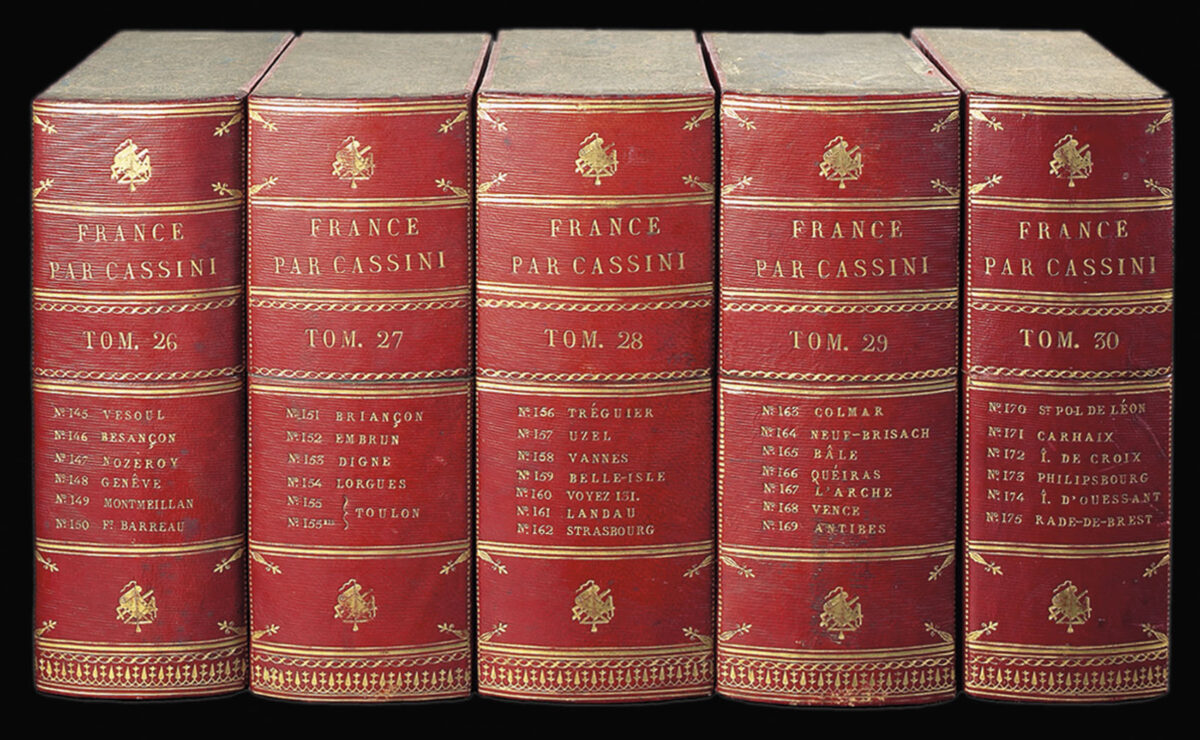 FRANCE
PAR CASSINI
TOM. 26
Nº 145 VESOUL
Nº 146 BESANÇON
Nº 147 NOZEROY
Nº 148 GENÊVE
Nº 149 MONTMEILLAN
Nº 150 Ft. BARREAU
FRANCE
PAR CASSINI
TOM. 27
Nº 151 BRIANÇON
Nº 152 EMBRUN
Nº 153 DIGNE
Nº 154 LORGUES
Nº 155
Nº 155 BIS } TOULON
FRANCE
PAR CASSINI
TOM. 28
Nº 156 TRÉGUIER
Nº 157 UZEL
Nº 158 VANNES
Nº 159 BELLE-ISLE
Nº 160 VOYEZ 131.
Nº 161 LANDAU
Nº 162 STRASBOURG
FRANCE
PAR CASSINI
TOM. 29
Nº 163 COLMAR
Nº 164 NEUF-BRISACH
Nº 165 BÂLE
Nº 166 QUÉIRAS
Nº 167 L'ARCHE
Nº 168 VENCE
Nº 169 ANTIBES
FRANCE
PAR CASSINI
TOM. 30
Nº 170 St POL DE LÉON
Nº 171 CARHAIX
Nº 172 Î. DE CROIX
Nº 173 PHILIPSBOURG
Nº 174 Î. D'OUESSANT
Nº 175 RADE-DE-BREST